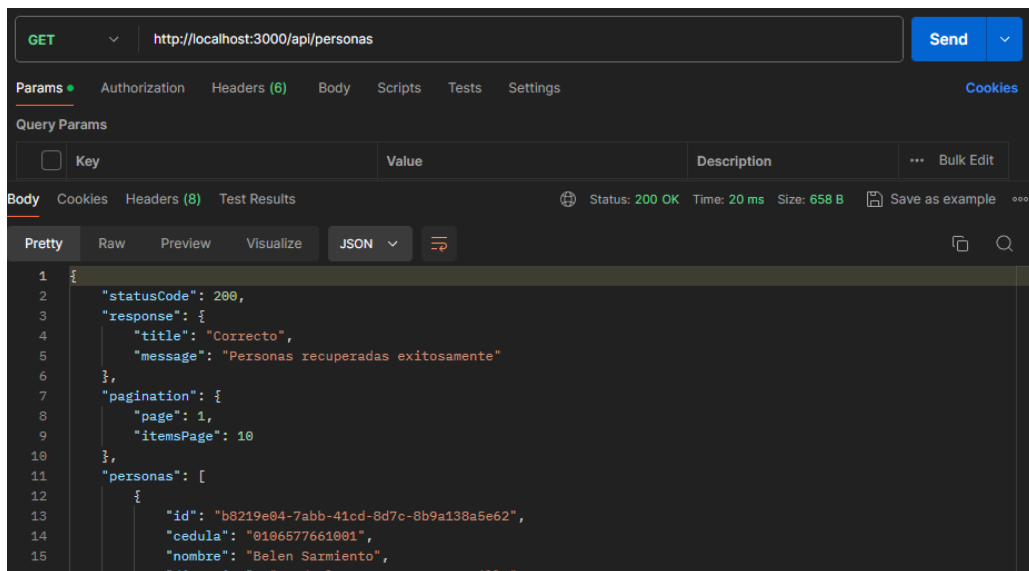 GET http://localhost:3000/api/personas Send
Params Authorization Headers (6) Body Scripts Tests Settings Cookies
Query Params
Key Value Description ••• Bulk Edit
Body Cookies Headers (8) Test Results Status: 200 OK Time: 20 ms Size: 658 B Save as example
Pretty Raw Preview Visualize JSON
1 {
2 "statusCode": 200,
3 "response": {
4 "title": "Correcto",
5 "message": "Personas recuperadas exitosamente"
6 },
7 "pagination": {
8 "page": 1,
9 "itemsPage": 10
10 },
11 "personas": [
12 {
13 "id": "b8219e04-7abb-41cd-8d7c-8b9a138a5e62",
14 "cedula": "0106577661001",
15 "nombre": "Belen Sarmiento",